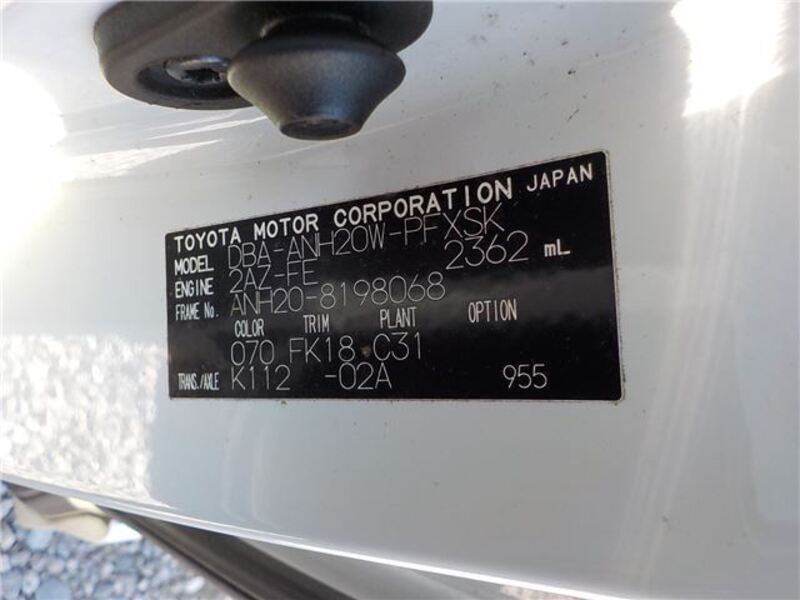 TOYOTA MOTOR CORPORATION JAPAN
MODEL DBA-ANH20W-PFXSK
ENGINE 2AZ-FE 2362 mL
FRAME No. ANH20-8198068
COLOR TRIM PLANT OPTION
070 FK18 C31
TRANS./AXLE K112 -02A 955